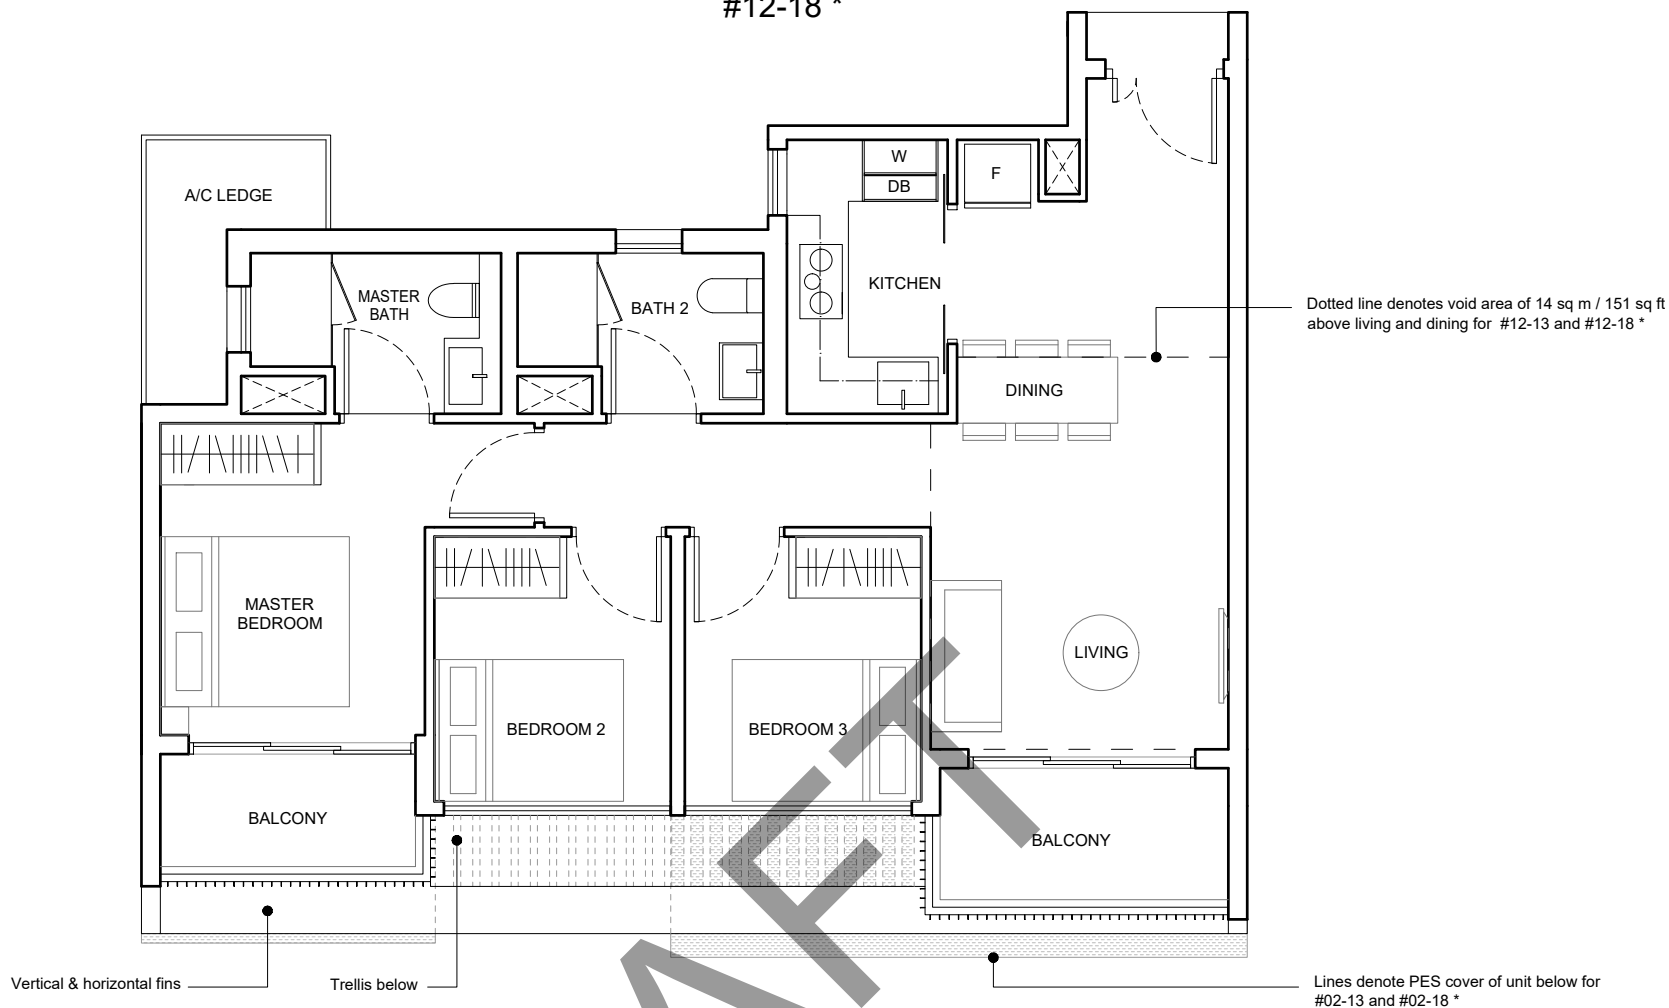 #12-18 *
W
DB
F
A/C LEDGE
MASTER
BATH
BATH 2
KITCHEN
Dotted line denotes void area of 14 sq m / 151 sq ft
above living and dining for #12-13 and #12-18 *
DINING
MASTER
BEDROOM
LIVING
BEDROOM 2
BEDROOM 3
BALCONY
BALCONY
Vertical & horizontal fins
Trellis below
Lines denote PES cover of unit below for
#02-13 and #02-18 *
AFT